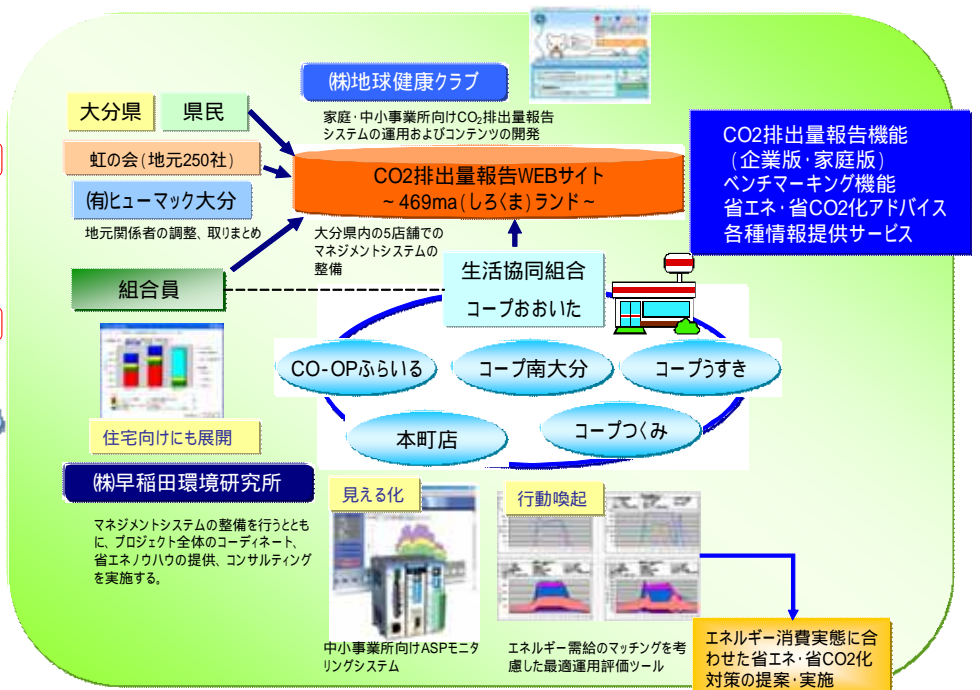 (株)地球健康クラブ
家庭・中小事業所向けCO₂排出量報告
システムの運用およびコンテンツの開発
大分県
県民
虹の会(地元250社)
(有)ヒューマック大分
地元関係者の調整、取りまとめ
CO2排出量報告WEBサイト
~ 469ma(しろくま)ランド ~
CO2排出量報告機能
(企業版・家庭版)
ベンチマーキング機能
省エネ・省CO2化アドバイス
各種情報提供サービス
大分県内の5店舗での
マネジメントシステムの
整備
組合員
生活協同組合
コープおおいた
CO-OPふらいる
コープ南大分
コープうすき
本町店
コープつくみ
住宅向けにも展開
(株)早稲田環境研究所
マネジメントシステムの整備を行うととも
に、プロジェクト全体のコーディネート、
省エネノウハウの提供、コンサルティング
を実施する。
見える化
中小事業所向けASPモニタ
リングシステム
行動喚起
エネルギー需給のマッチングを考
慮した最適運用評価ツール
エネルギー消費実態に合
わせた省エネ・省CO2化
対策の提案・実施